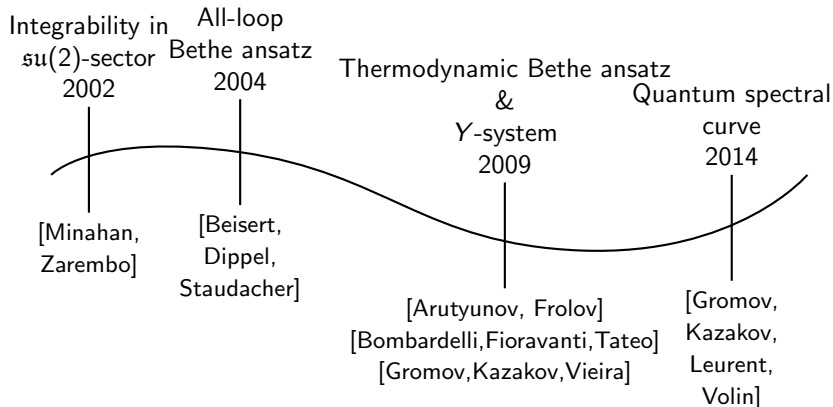 Integrability in
𝔰𝔲(2)-sector
2002
All-loop
Bethe ansatz
2004
Thermodynamic Bethe ansatz
&
Y-system
2009
Quantum spectral
curve
2014
[Minahan,
Zarembo]
[Beisert,
Dippel,
Staudacher]
[Arutyunov, Frolov]
[Bombardelli,Fioravanti,Tateo]
[Gromov,Kazakov,Vieira]
[Gromov,
Kazakov,
Leurent,
Volin]